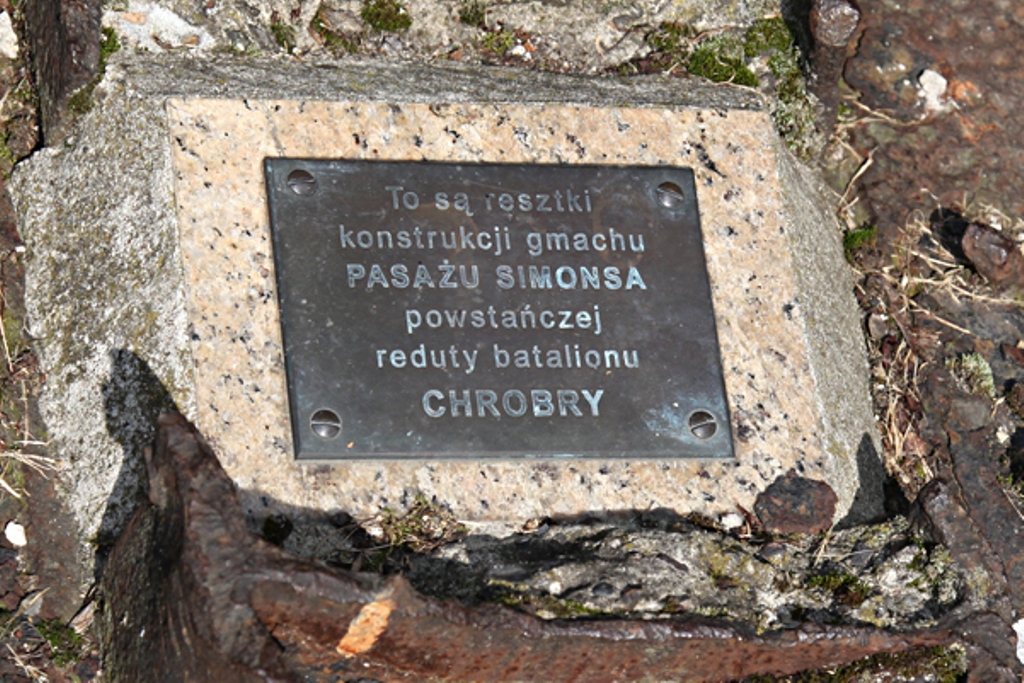 To są resztki
konstrukcji gmachu
PASAŻU SIMONSA
powstańczej
reduty batalionu
CHROBRY